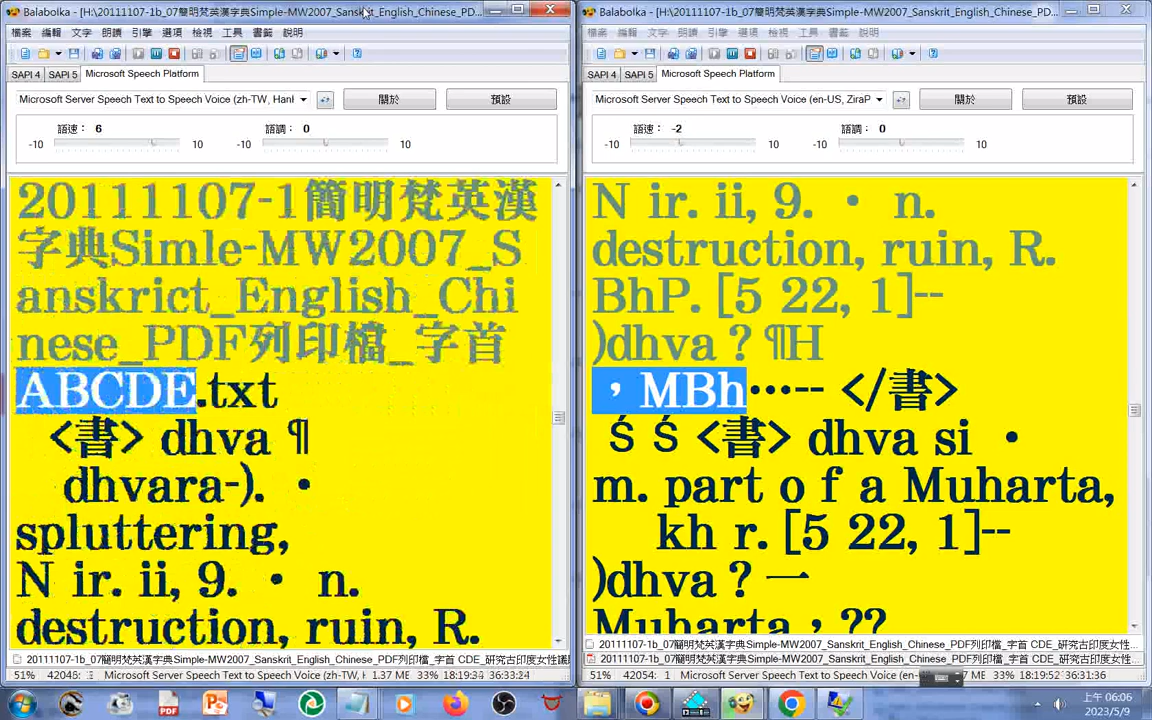 Balabolka - [H:\20111107-1b_07簡明梵英漢字典Simple-MW2007_Sanskrit_English_Chinese_PD...
檔案 編輯 文字 朗讀 引擎 選項 檢視 工具 書籤 說明
SAPI 4 SAPI 5 Microsoft Speech Platform
Microsoft Server Speech Text to Speech Voice (zh-TW, Hanl
關於 預設
語速： 6 語調： 0
-10 10 -10 10
20111107-1簡明梵英漢
字典Simle-MW2007_S
anskrict_English_Chi
nese_PDF列印檔_字首
ABCDE.txt
<書> dhva ¶
dhvara-). •
spluttering,
N ir. ii, 9. • n.
destruction, ruin, R.
20111107-1b_07簡明梵英漢字典Simple-MW2007_Sanskrit_English_Chinese_PDF列印檔_字首 CDE_研究古印度女性
51% 42046: Microsoft Server Speech Text to Speech Voice (zh-TW, 1.37 ME 33% 18:19:34 36:33:24
Balabolka - [H:\20111107-1b_07簡明梵英漢字典Simple-MW2007_Sanskrit_English_Chinese_PD...
檔案 編輯 文字 朗讀 引擎 選項 檢視 工具 書籤 說明
SAPI 4 SAPI 5 Microsoft Speech Platform
Microsoft Server Speech Text to Speech Voice (en-US, ZiraP
關於 預設
語速： -2 語調： 0
-10 10 -10 10
N ir. ii, 9. • n.
destruction, ruin, R.
BhP. [5 22, 1]--
)dhva ? ¶H
，MBh…-- </書>
Ś Ś <書> dhva si •
m. part o f a Muharta,
kh r. [5 22, 1]--
)dhva ? 一
Muharta，??
20111107-1b_07簡明梵英漢字典Simple-MW2007_Sanskrit_English_Chinese_PDF列印檔_字首 CDE_研究古印度女性
20111107-1b_07簡明梵英漢字典Simple-MW2007_Sanskrit_English_Chinese_PDF列印檔_字首 CDE_研究古印度女性
51% 42054: 1 Microsoft Server Speech Text to Speech Voice (en-US, 33% 18:19:52 36:31:36
上午 06:06
2023/5/9